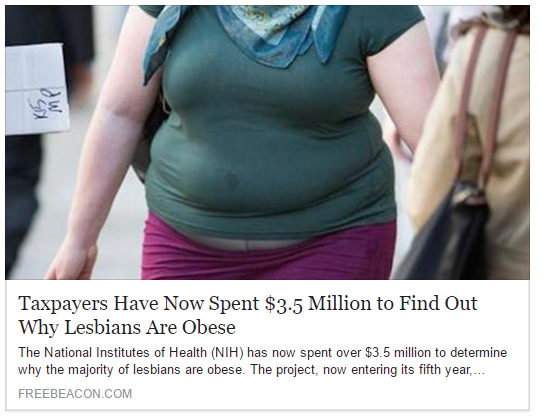 Taxpayers Have Now Spent $3.5 Million to Find Out
Why Lesbians Are Obese
The National Institutes of Health (NIH) has now spent over $3.5 million to determine
why the majority of lesbians are obese. The project, now entering its fifth year,...
FREEBEACON.COM